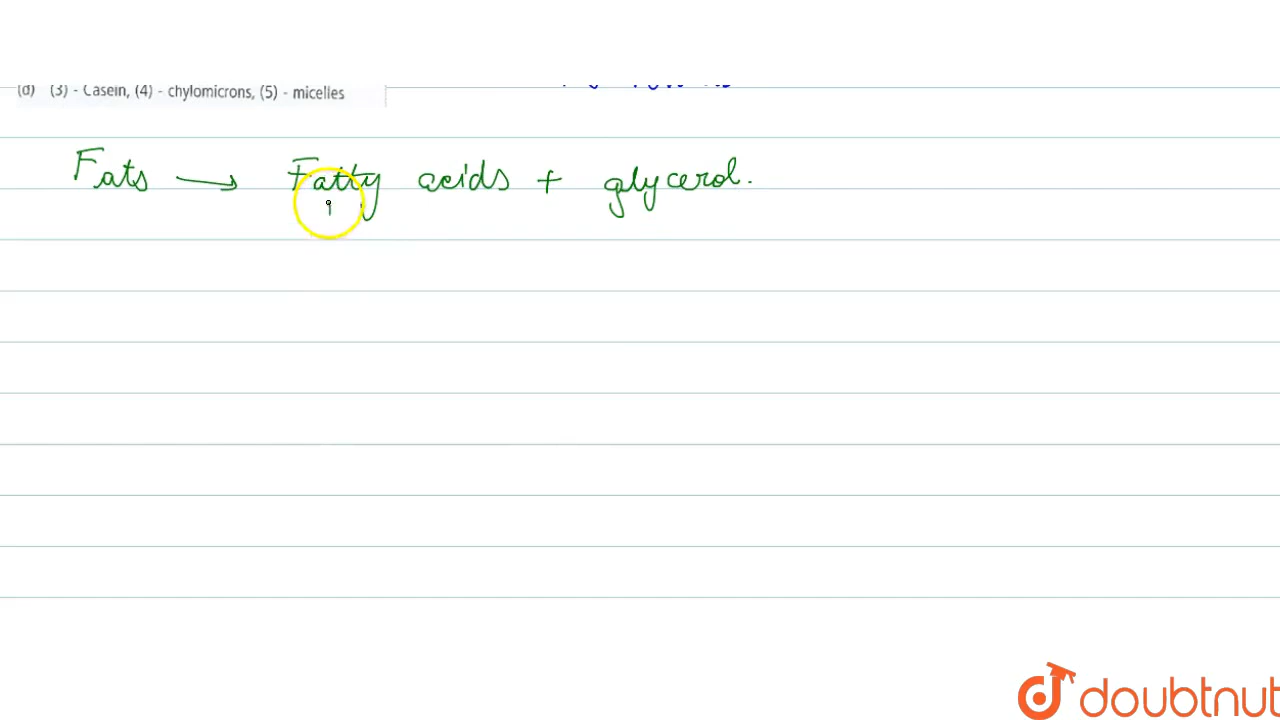 (d) (3) - Casein, (4) - chylomicrons, (5) - micelles
Fats → Fatty acids + glycerol.
doubtnut